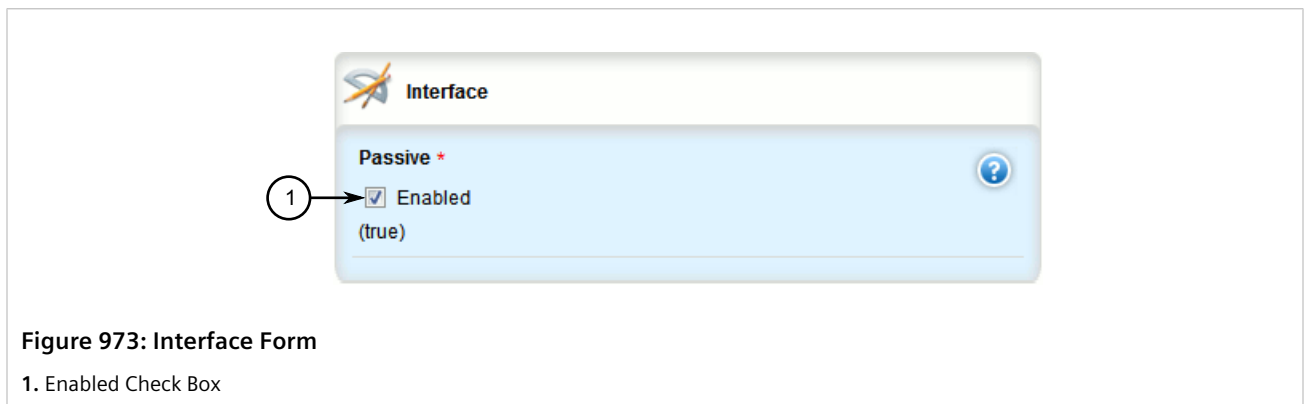 Interface
Passive *
1
Enabled
(true)
Figure 973: Interface Form
1. Enabled Check Box